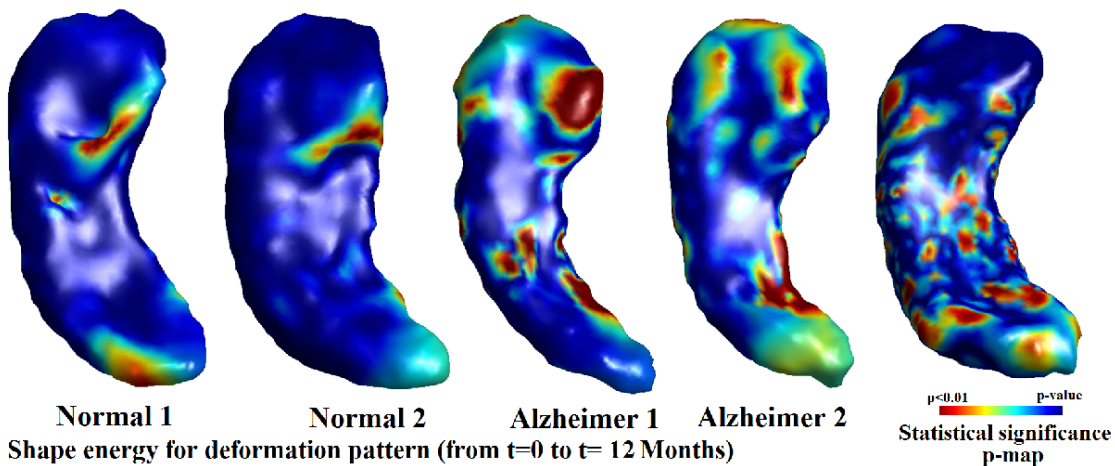 p<0.01 p-value
Normal 1 Normal 2 Alzheimer 1 Alzheimer 2
Statistical significance
Shape energy for deformation pattern (from t=0 to t= 12 Months)
p-map